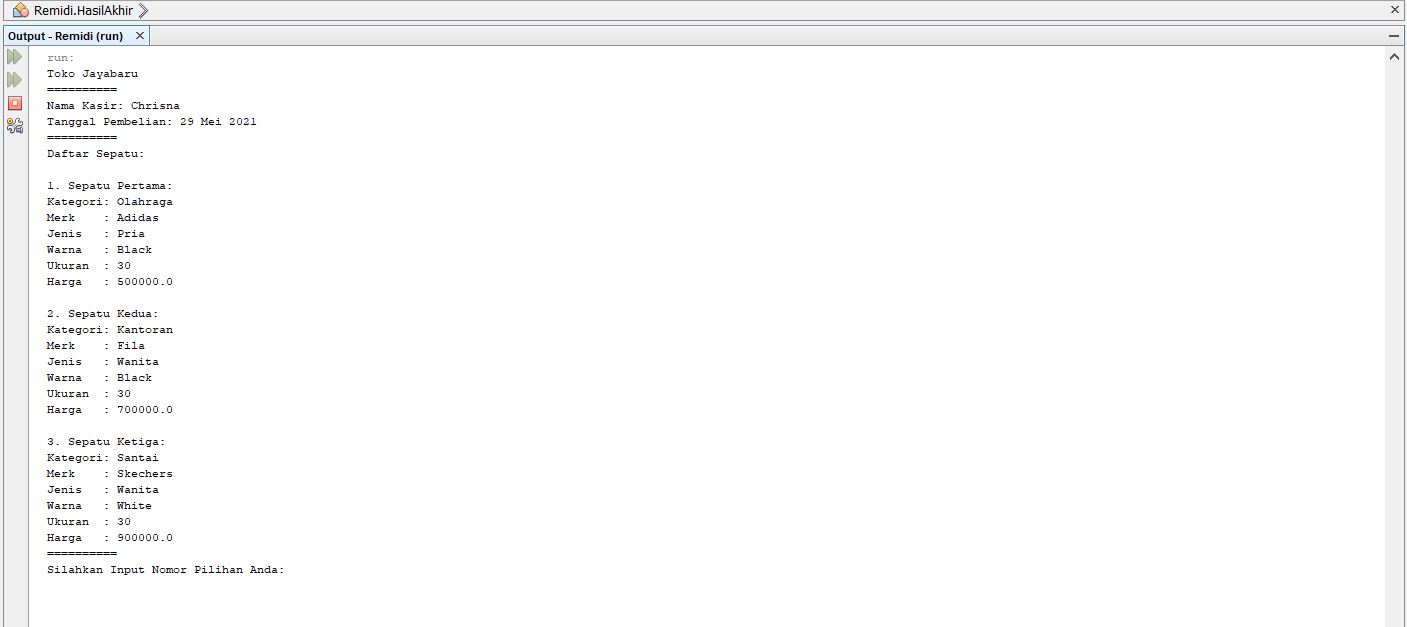 Remidi.HasilAkhir
Output - Remidi (run)
run:
Toko Jayabaru
==========
Nama Kasir: Chrisna
Tanggal Pembelian: 29 Mei 2021
==========
Daftar Sepatu:

1. Sepatu Pertama:
Kategori: Olahraga
Merk    : Adidas
Jenis   : Pria
Warna   : Black
Ukuran  : 30
Harga   : 500000.0

2. Sepatu Kedua:
Kategori: Kantoran
Merk    : Fila
Jenis   : Wanita
Warna   : Black
Ukuran  : 30
Harga   : 700000.0

3. Sepatu Ketiga:
Kategori: Santai
Merk    : Skechers
Jenis   : Wanita
Warna   : White
Ukuran  : 30
Harga   : 900000.0
==========
Silahkan Input Nomor Pilihan Anda: